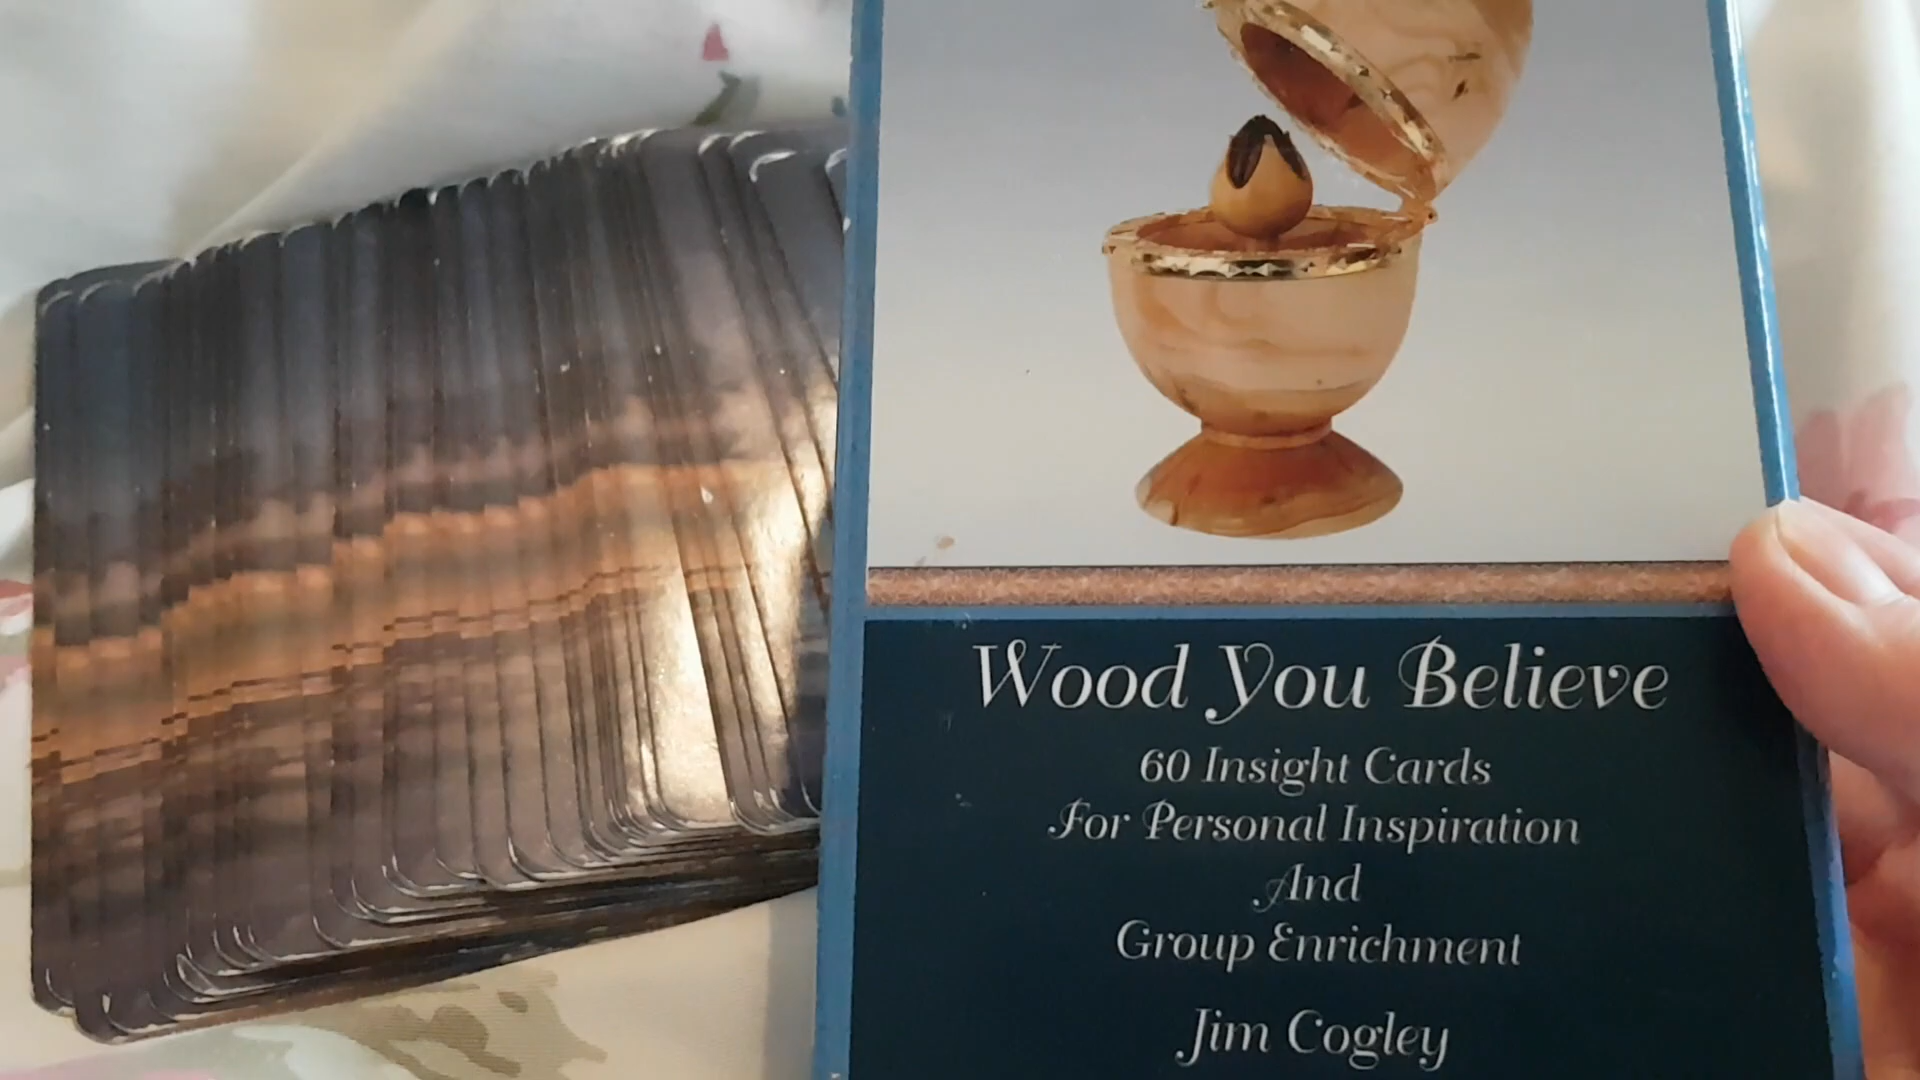 Wood You Believe
60 Insight Cards
For Personal Inspiration
And
Group Enrichment
Jim Cogley